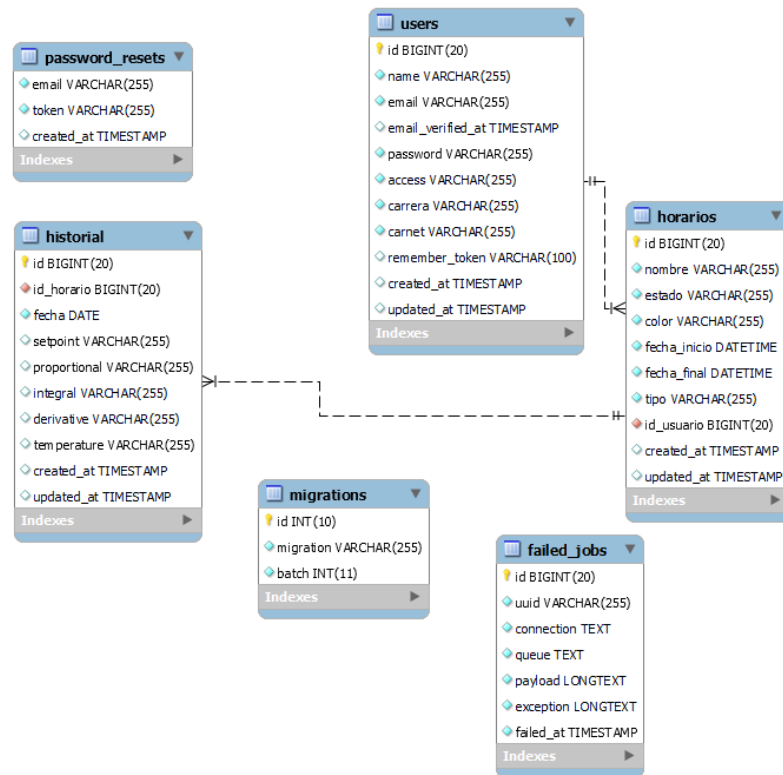 password_resets
email VARCHAR(255)
token VARCHAR(255)
created_at TIMESTAMP
Indexes
users
id BIGINT(20)
name VARCHAR(255)
email VARCHAR(255)
email_verified_at TIMESTAMP
password VARCHAR(255)
access VARCHAR(255)
carrera VARCHAR(255)
carnet VARCHAR(255)
remember_token VARCHAR(100)
created_at TIMESTAMP
updated_at TIMESTAMP
Indexes
historial
id BIGINT(20)
id_horario BIGINT(20)
fecha DATE
setpoint VARCHAR(255)
proportional VARCHAR(255)
integral VARCHAR(255)
derivative VARCHAR(255)
temperature VARCHAR(255)
created_at TIMESTAMP
updated_at TIMESTAMP
Indexes
horarios
id BIGINT(20)
nombre VARCHAR(255)
estado VARCHAR(255)
color VARCHAR(255)
fecha_inicio DATETIME
fecha_final DATETIME
tipo VARCHAR(255)
id_usuario BIGINT(20)
created_at TIMESTAMP
updated_at TIMESTAMP
Indexes
migrations
id INT(10)
migration VARCHAR(255)
batch INT(11)
Indexes
failed_jobs
id BIGINT(20)
uuid VARCHAR(255)
connection TEXT
queue TEXT
payload LONGTEXT
exception LONGTEXT
failed_at TIMESTAMP
Indexes